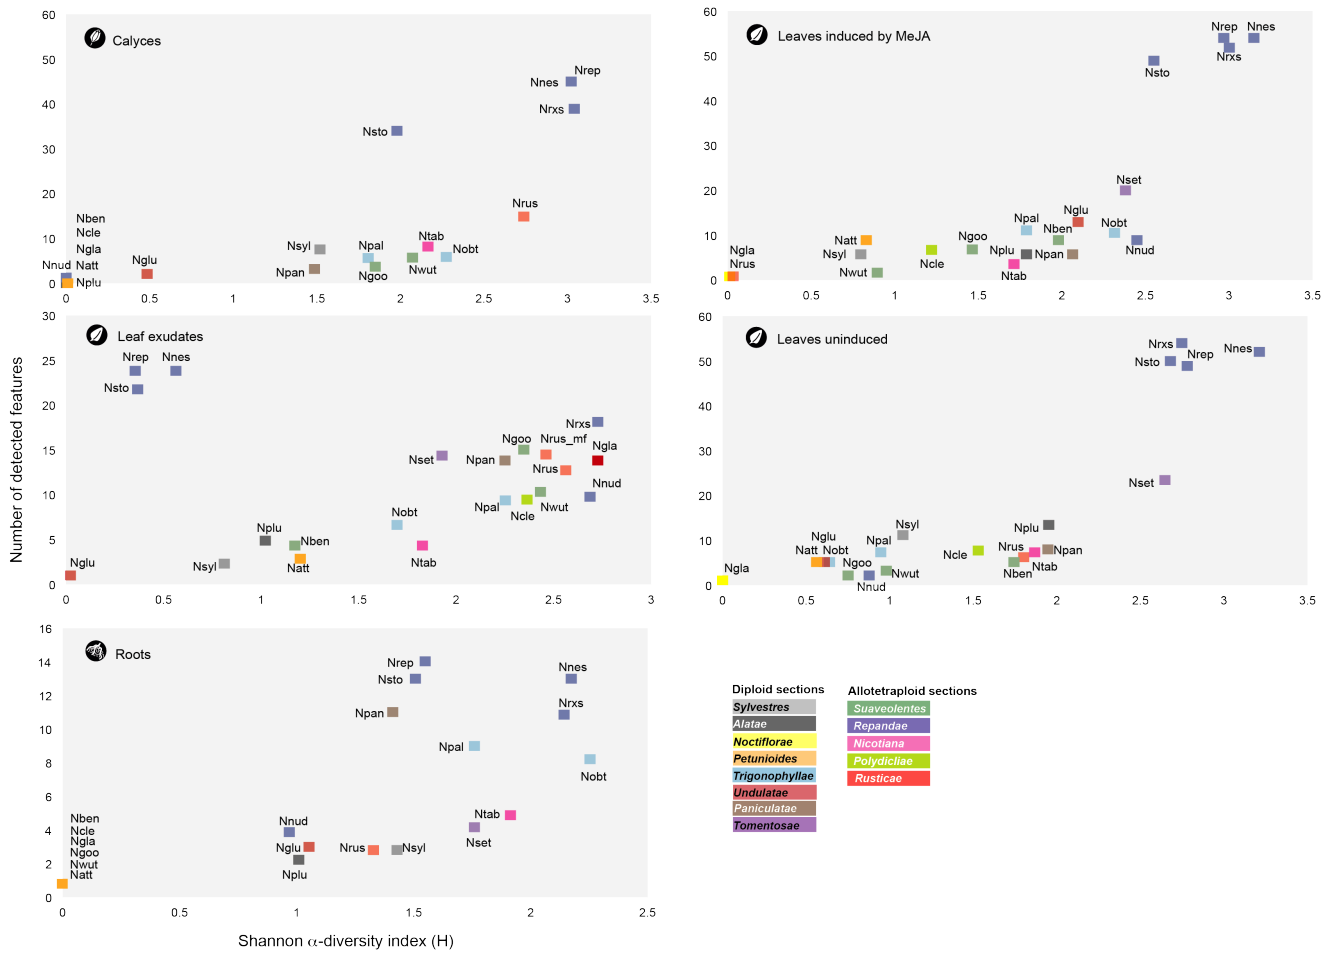 Calyces
60
50
40
30
20
10
0
Nrep
Nnes
Nrxs
Nsto
Nrus
Nben
Ncle
Ngla
Nnud Natt
Nplu
Nglu
Nsyl
Npan
Npal
Ngoo
Ntab
Nwut
Nobt
0 0.5 1 1.5 2 2.5 3 3.5
Leaves induced by MeJA
60
50
40
30
20
10
0
Nrep Nnes
Nrxs
Nsto
Nset
Nglu
Npal
Nben
Nobt
Nnud
Natt
Nsyl
Nwut
Ncle
Ngoo
Nplu
Npan
Ntab
Ngla
Nrus
0 0.5 1 1.5 2 2.5 3 3.5
Number of detected features
Leaf exudates
30
25
20
15
10
5
0
Nrep Nnes
Nsto
Nrxs
Ngoo Nrus_mf
Ngla
Nset
Npan
Nrus
Nnud
Npal
Ncle
Nwut
Nobt
Nplu
Nben
Ntab
Nglu
Nsyl
Natt
0 0.5 1 1.5 2 2.5 3
Leaves uninduced
60
50
40
30
20
10
0
Nrxs
Nsto
Nrep
Nnes
Nset
Nsyl
Nplu
Nglu
Natt Nobt
Npal
Ncle
Nrus
Npan
Ngoo
Nwut
Nben
Ntab
Ngla
Nnud
0 0.5 1 1.5 2 2.5 3 3.5
Roots
16
14
12
10
8
6
4
2
0
Nrep
Nsto
Nnes
Npan
Nrxs
Npal
Nobt
Ntab
Nset
Nben
Ncle
Ngla
Ngoo
Nwut
Natt
Nnud
Nglu
Nplu
Nrus
Nsyl
0 0.5 1 1.5 2 2.5
Shannon α-diversity index (H)
Diploid sections
Sylvestres
Alatae
Noctiflorae
Petunioides
Trigonophyllae
Undulatae
Paniculatae
Tomentosae
Allotetraploid sections
Suaveolentes
Repandae
Nicotiana
Polydicliae
Rusticae